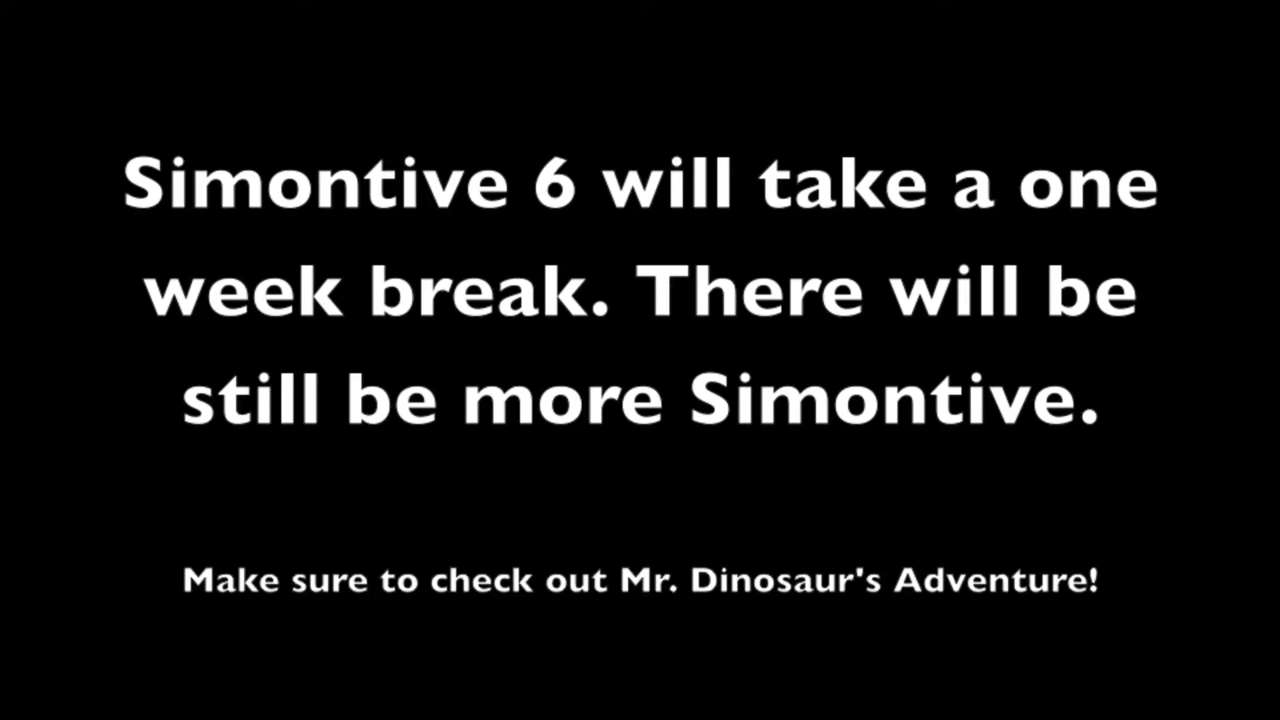 Simontive 6 will take a one
week break. There will be
still be more Simontive.
Make sure to check out Mr. Dinosaur's Adventure!